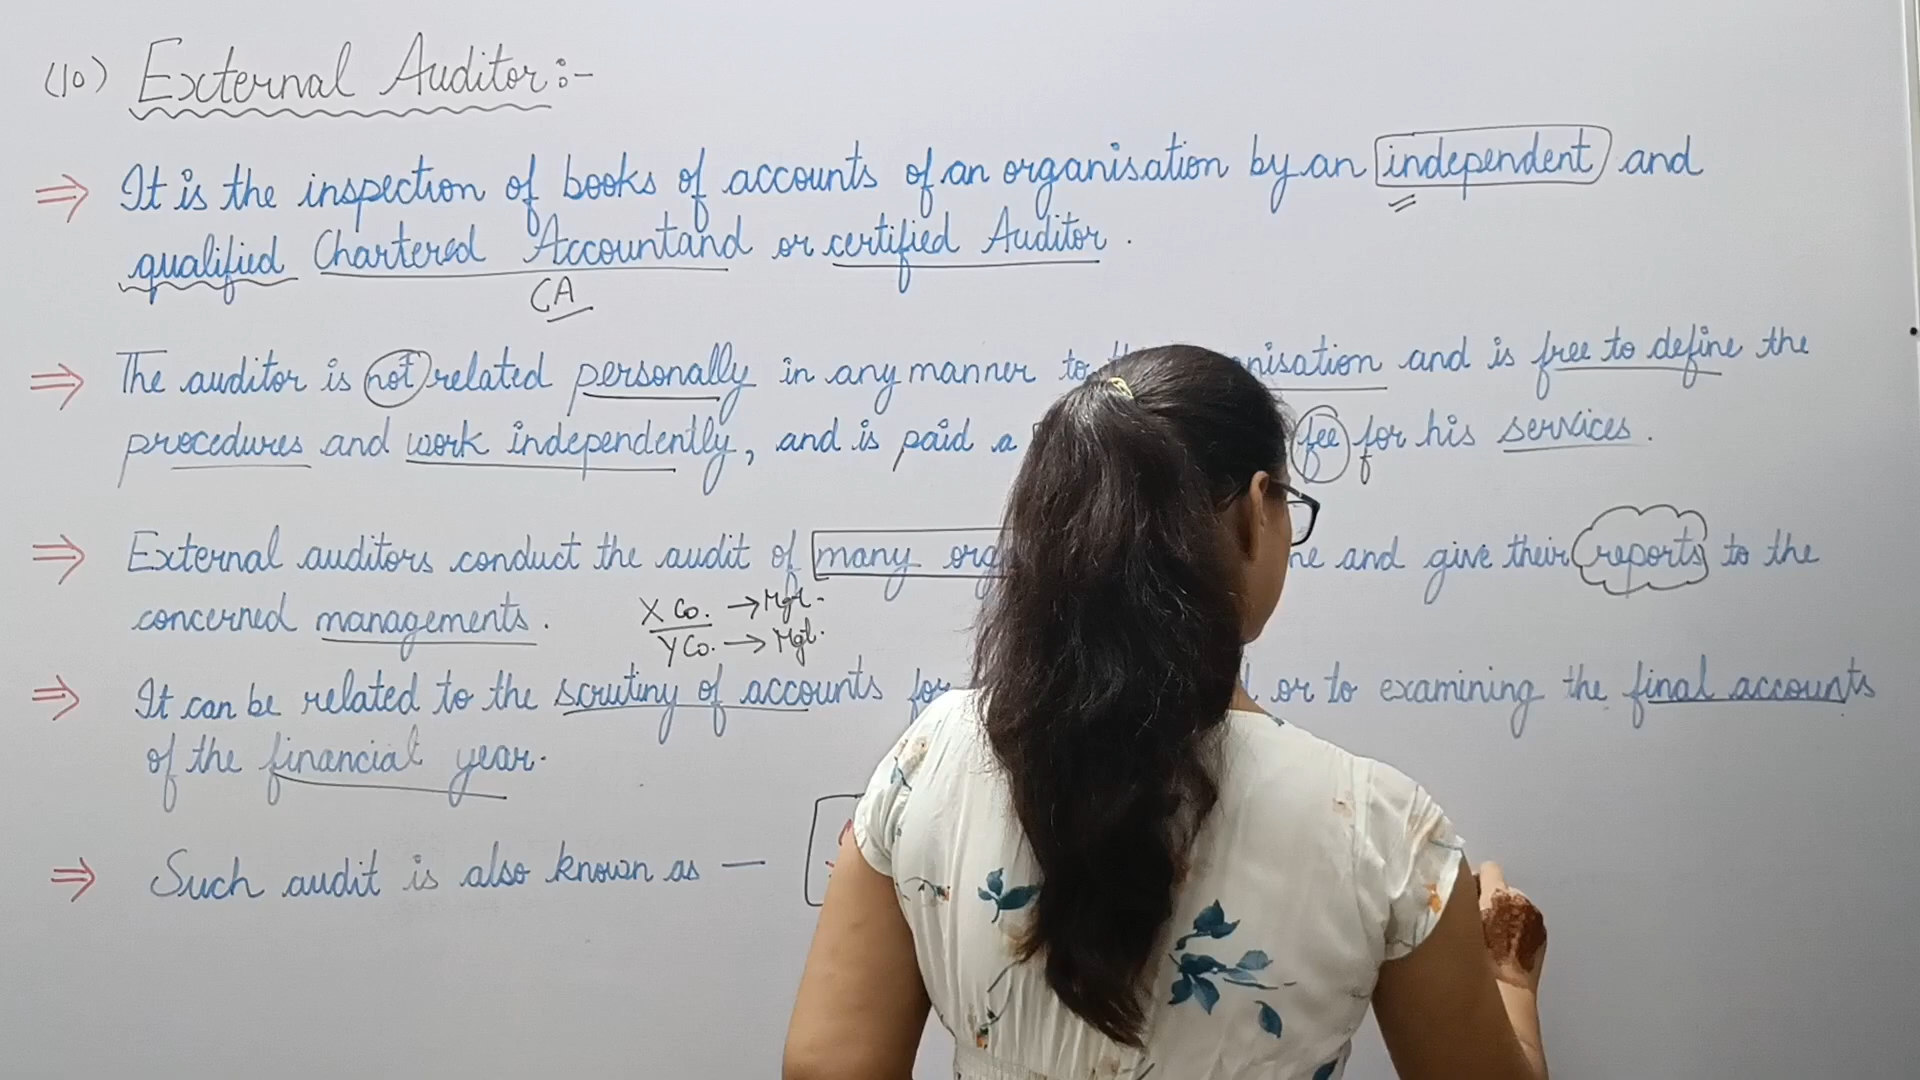 (10) External Auditor:-
⇒ It is the inspection of books of accounts of an organisation by an independent and
qualified Chartered Accountand or certified Auditor.
CA
⇒ The auditor is not related personally in any manner to nisation and is free to define the
procedures and work independently, and is paid a fee for his services.
⇒ External auditors conduct the audit of many org ne and give their reports to the
concerned managements.
X Co. → Mgt.
Y Co. → Mgt.
⇒ It can be related to the scrutiny of accounts for or to examining the final accounts
of the financial year.
⇒ Such audit is also known as —